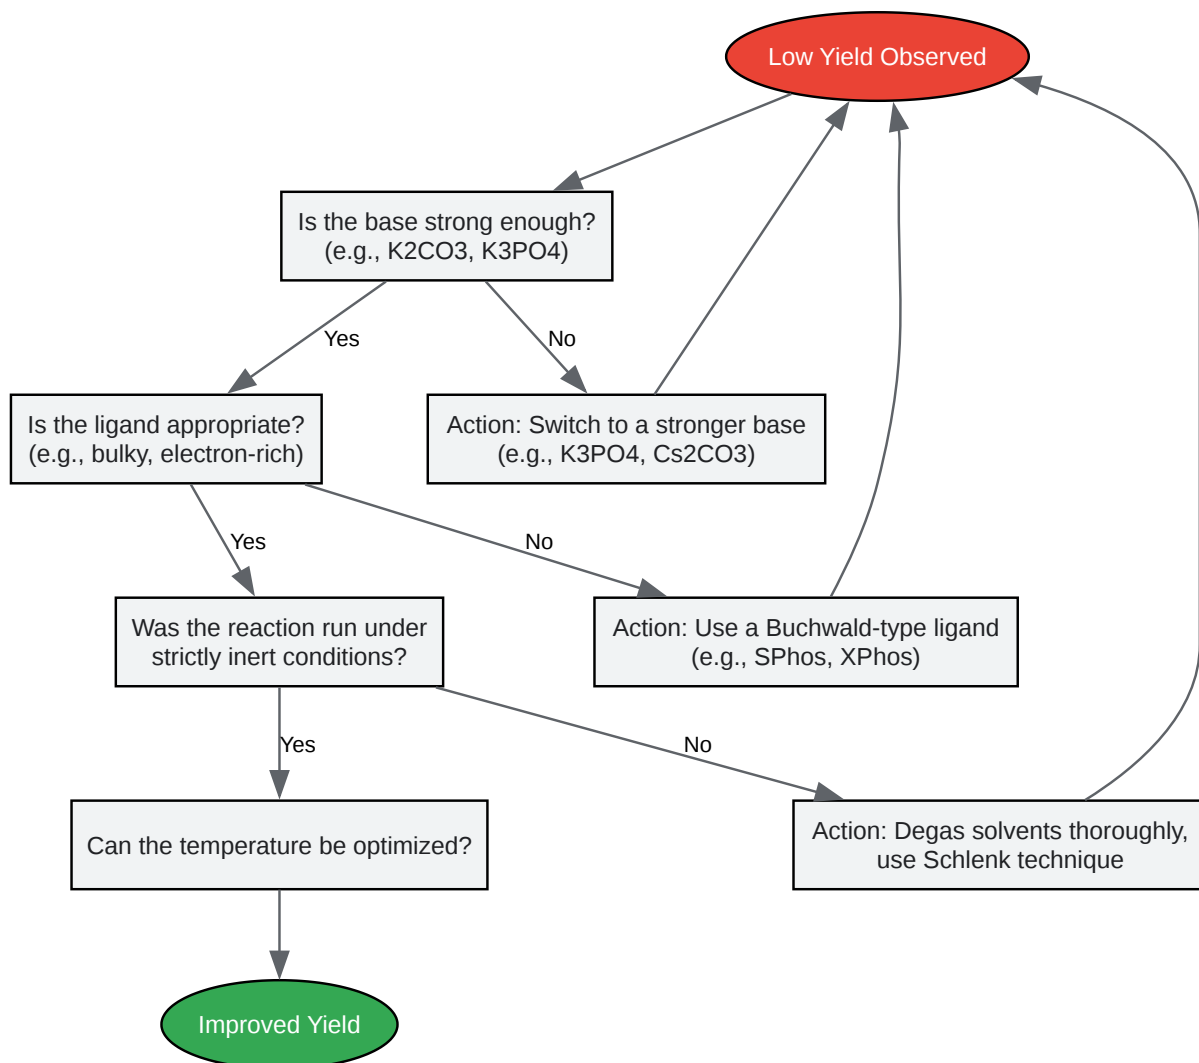 Low Yield Observed
Is the base strong enough?
(e.g., K2CO3, K3PO4)
Yes
No
Is the ligand appropriate?
(e.g., bulky, electron-rich)
Action: Switch to a stronger base
(e.g., K3PO4, Cs2CO3)
Yes
No
Was the reaction run under
strictly inert conditions?
Action: Use a Buchwald-type ligand
(e.g., SPhos, XPhos)
Yes
No
Can the temperature be optimized?
Action: Degas solvents thoroughly,
use Schlenk technique
Improved Yield